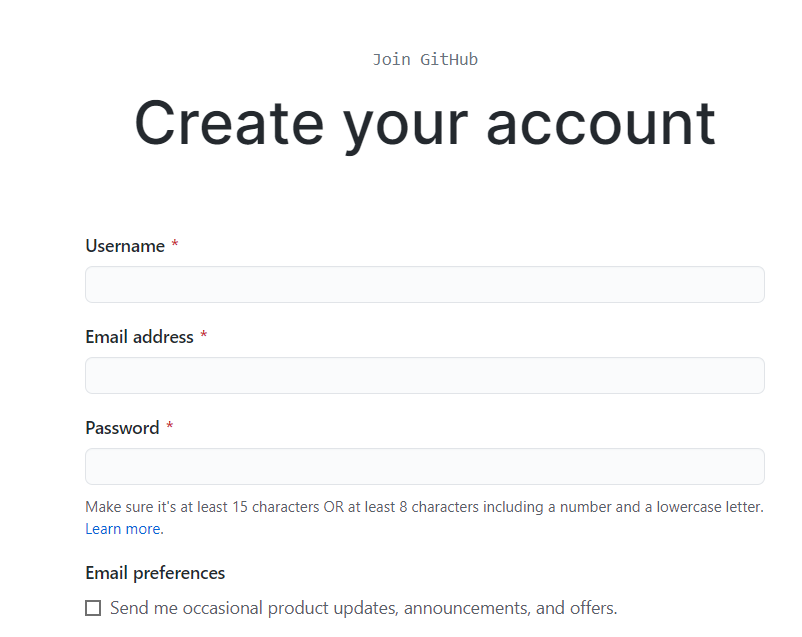 Join GitHub
Create your account
Username *
Email address *
Password *
Make sure it's at least 15 characters OR at least 8 characters including a number and a lowercase letter.
Learn more.
Email preferences
Send me occasional product updates, announcements, and offers.